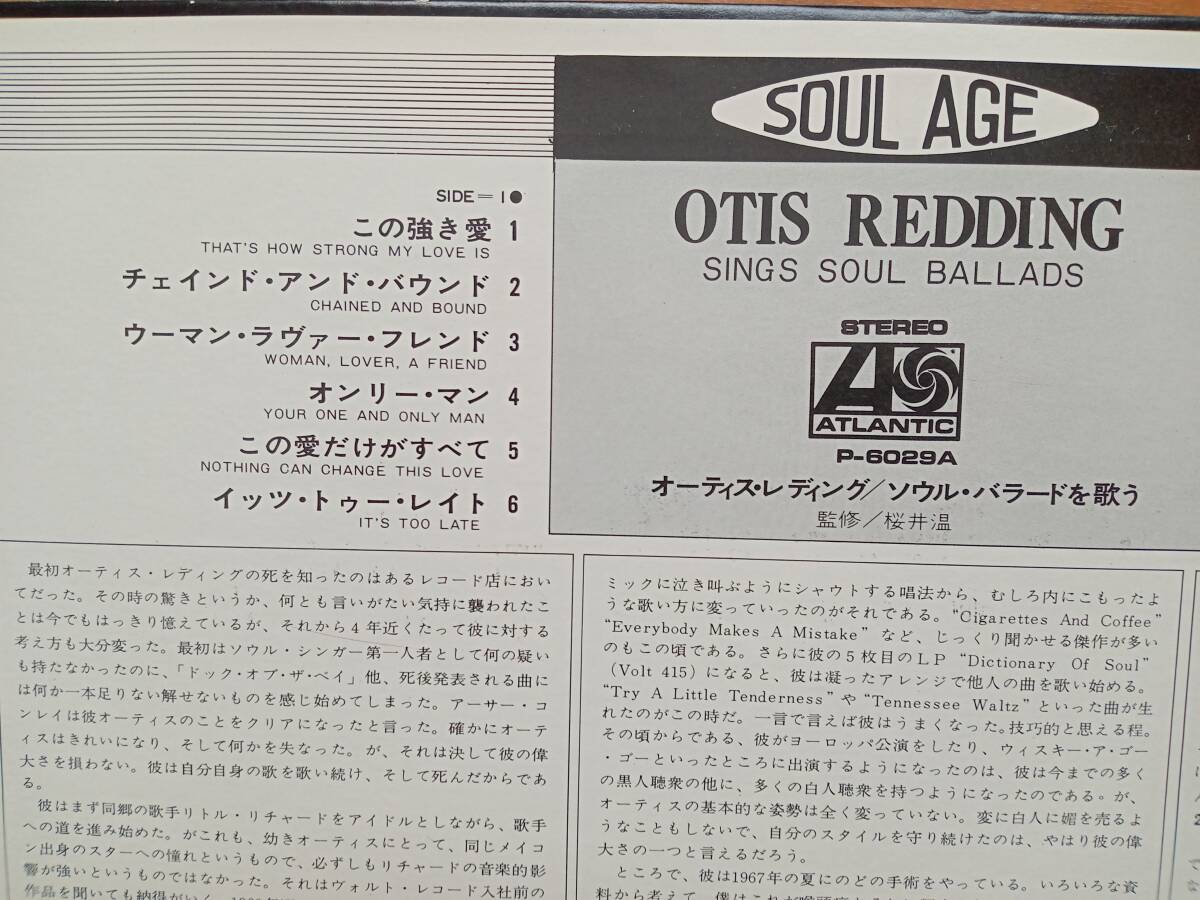 SIDE＝1●
この強き愛 1
THAT'S HOW STRONG MY LOVE IS
チェインド・アンド・バウンド 2
CHAINED AND BOUND
ウーマン・ラヴァー・フレンド 3
WOMAN, LOVER, A FRIEND
オンリー・マン 4
YOUR ONE AND ONLY MAN
この愛だけがすべて 5
NOTHING CAN CHANGE THIS LOVE
イッツ・トゥー・レイト 6
IT'S TOO LATE
SOUL AGE
OTIS REDDING
SINGS SOUL BALLADS
STEREO
ATLANTIC
P-6029A
オーティス・レディング／ソウル・バラードを歌う
監修／桜井温
最初オーティス・レディングの死を知ったのはあるレコード店におい
てだった。その時の驚きというか、何とも言いがたい気持に襲われたこ
とは今でもはっきり憶えているが、それから４年近くたって彼に対する
考え方も大分変った。最初はソウル・シンガー第一人者として何の疑い
も持たなかったのに、「ドック・オブ・ザ・ベイ」他、死後発表される曲に
は何か一本足りない解せないものを感じ始めてしまった。アーサー・コ
ンレイは彼オーティスのことをクリアになったと言った。確かにオーテ
ィスはきれいになり、そして何かを失なった。が、それは決して彼の偉
大さを損わない。彼は自分自身の歌を歌い続け、そして死んだからであ
る。
彼はまず同郷の歌手リトル・リチャードをアイドルとしながら、歌手
への道を進み始めた。がこれも、幼きオーティスにとって、同じメイコ
ン出身のスターへの憧れというもので、必ずしもリチャードの音楽的影
響が強いというものではなかった。それはヴォルト・レコード入社前の
作品を聞いても納得がいく。
ミックに泣き叫ぶようにシャウトする唱法から、むしろ内にこもったよ
うな歌い方に変っていったのがそれである。"Cigarettes And Coffee"
"Everybody Makes A Mistake" など、じっくり聞かせる傑作が多い
のもこの頃である。さらに彼の５枚目のＬＰ "Dictionary Of Soul"
(Volt 415) になると、彼は凝ったアレンジで他人の曲を歌い始める。
"Try A Little Tenderness" や "Tennessee Waltz" といった曲が生
れたのがこの時だ。一言で言えば彼はうまくなった。技巧的と思える程。
その頃からである、彼がヨーロッパ公演をしたり、ウィスキー・ア・ゴー
・ゴーといったところに出演するようになったのは、彼は今までの多く
の黒人聴衆の他に、多くの白人聴衆を持つようになったのである。が、
オーティスの基本的な姿勢は全く変っていない。変に白人に媚を売るよ
うなこともしないで、自分のスタイルを守り続けたのは、やはり彼の偉
大さの一つと言えるだろう。
ところで、彼は1967年の夏にのどの手術をやっている。いろいろな資
料から考えて、僕はこれが